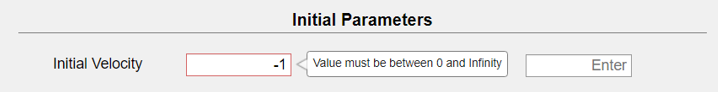 Initial Parameters
Initial Velocity -1 Value must be between 0 and Infinity Enter